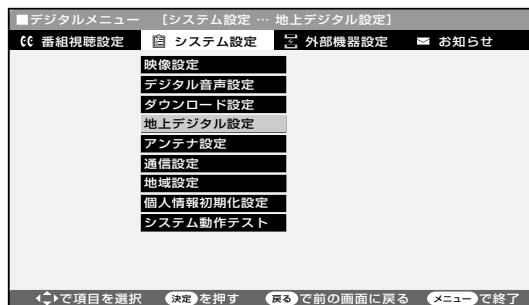 ■デジタルメニュー ［システム設定 … 地上デジタル設定］
番組視聴設定 システム設定 外部機器設定 お知らせ
映像設定
デジタル音声設定
ダウンロード設定
地上デジタル設定
アンテナ設定
通信設定
地域設定
個人情報初期化設定
システム動作テスト
で項目を選択 決定を押す 戻るで前の画面に戻る メニューで終了